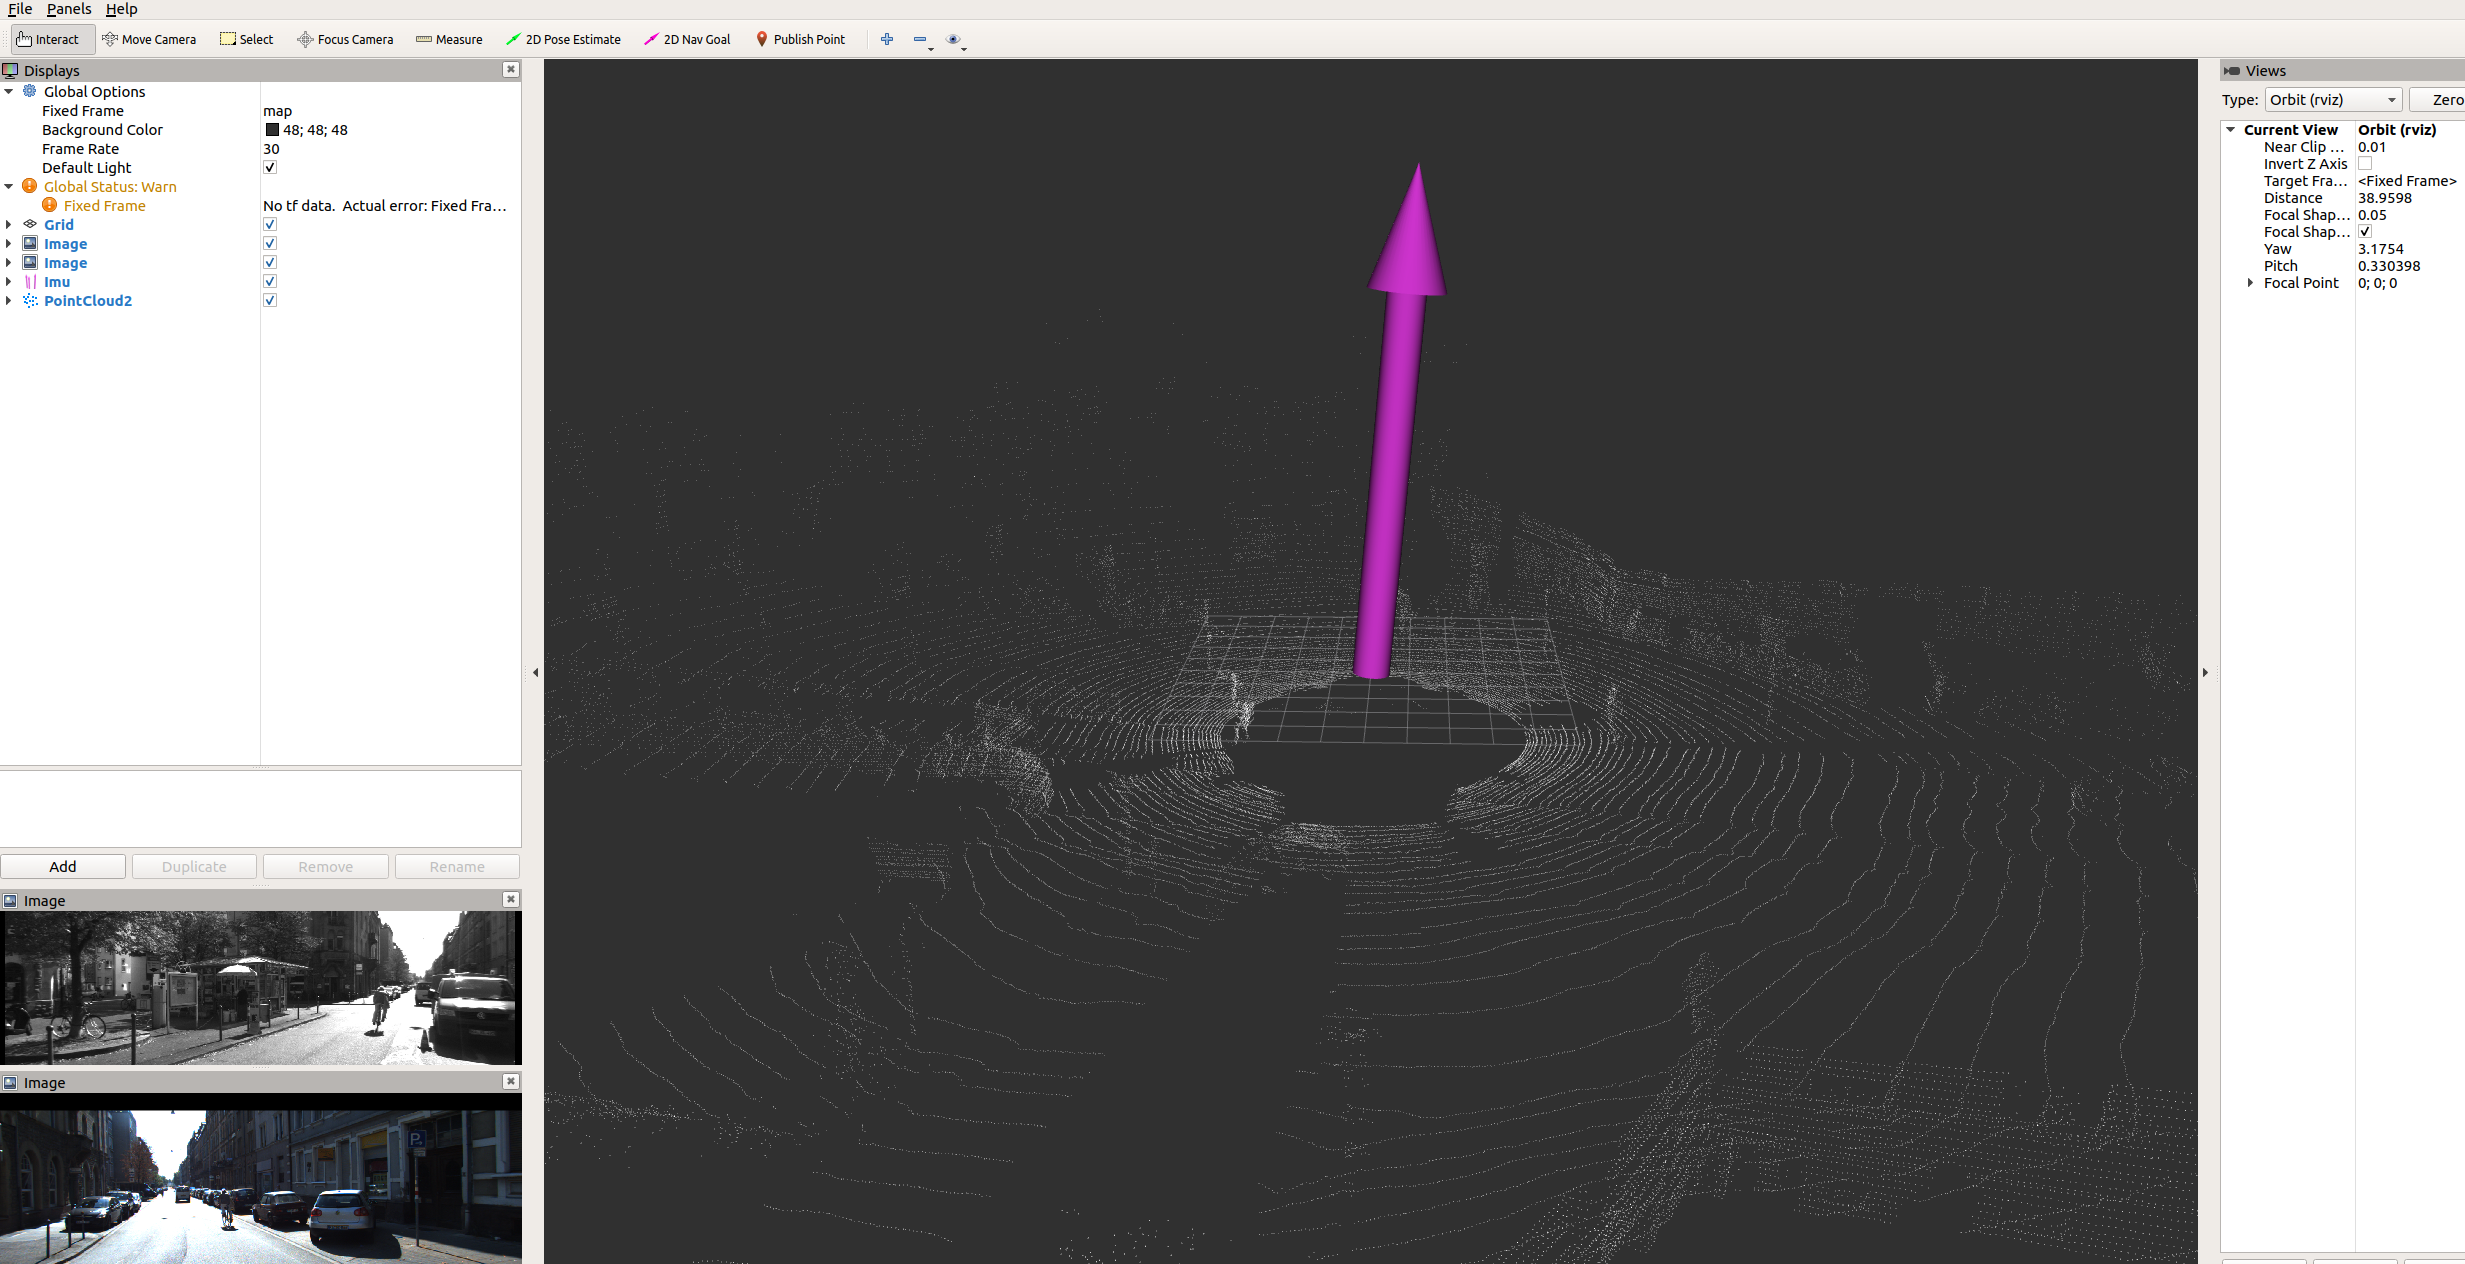 File Panels Help
Interact Move Camera Select Focus Camera Measure 2D Pose Estimate 2D Nav Goal Publish Point
Displays
Global Options
Fixed Frame map
Background Color 48; 48; 48
Frame Rate 30
Default Light
Global Status: Warn
Fixed Frame No tf data. Actual error: Fixed Fra...
Grid
Image
Image
Imu
PointCloud2
Add Duplicate Remove Rename
Image
Image
P
Views
Type: Orbit (rviz) Zero
Current View Orbit (rviz)
Near Clip ... 0.01
Invert Z Axis
Target Fra... <Fixed Frame>
Distance 38.9598
Focal Shap... 0.05
Focal Shap...
Yaw 3.1754
Pitch 0.330398
Focal Point 0; 0; 0